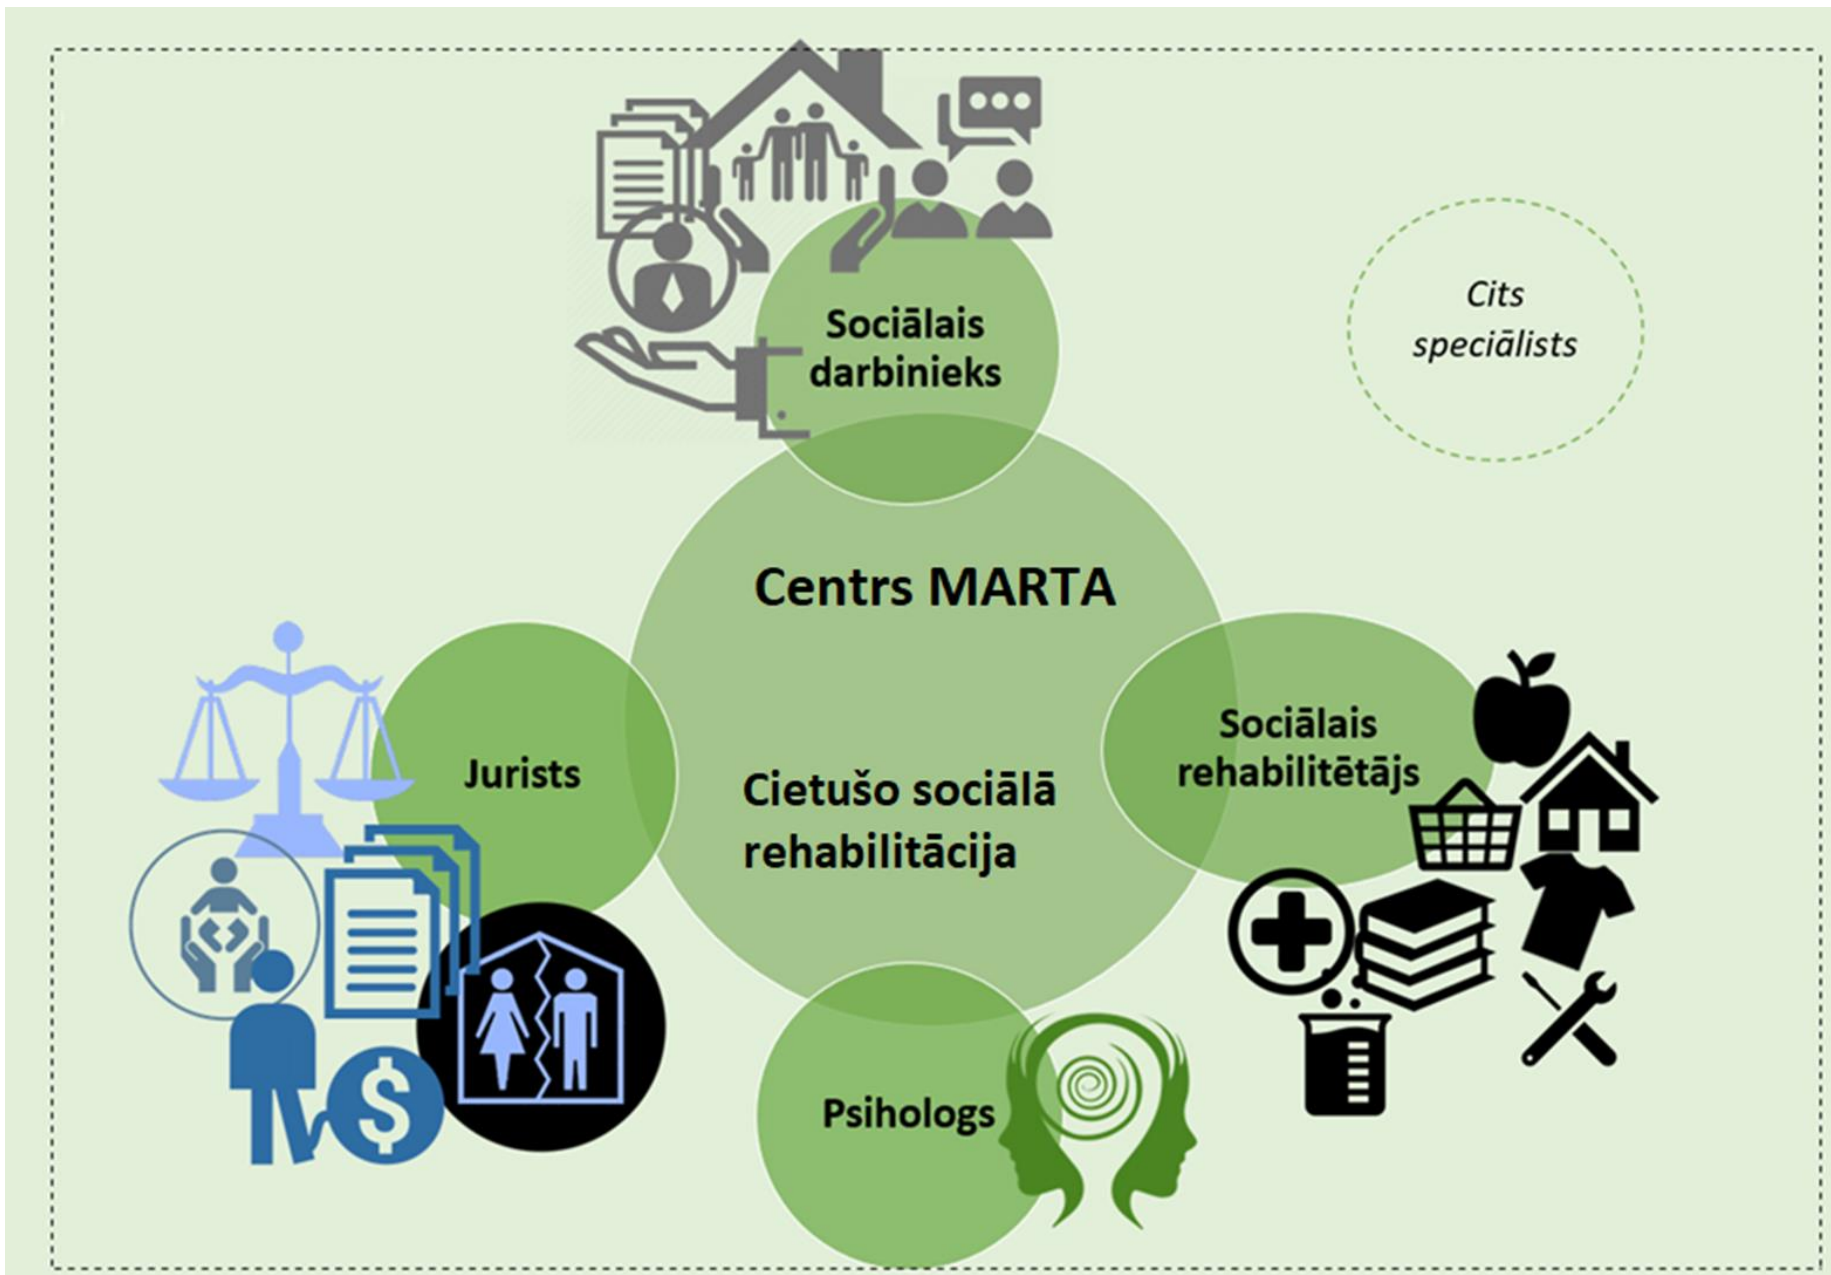 Sociālais
darbinieks
Cits
speciālists
Centrs MARTA
Jurists
Cietušo sociālā
rehabilitācija
Sociālais
rehabilitētājs
Psihologs
$